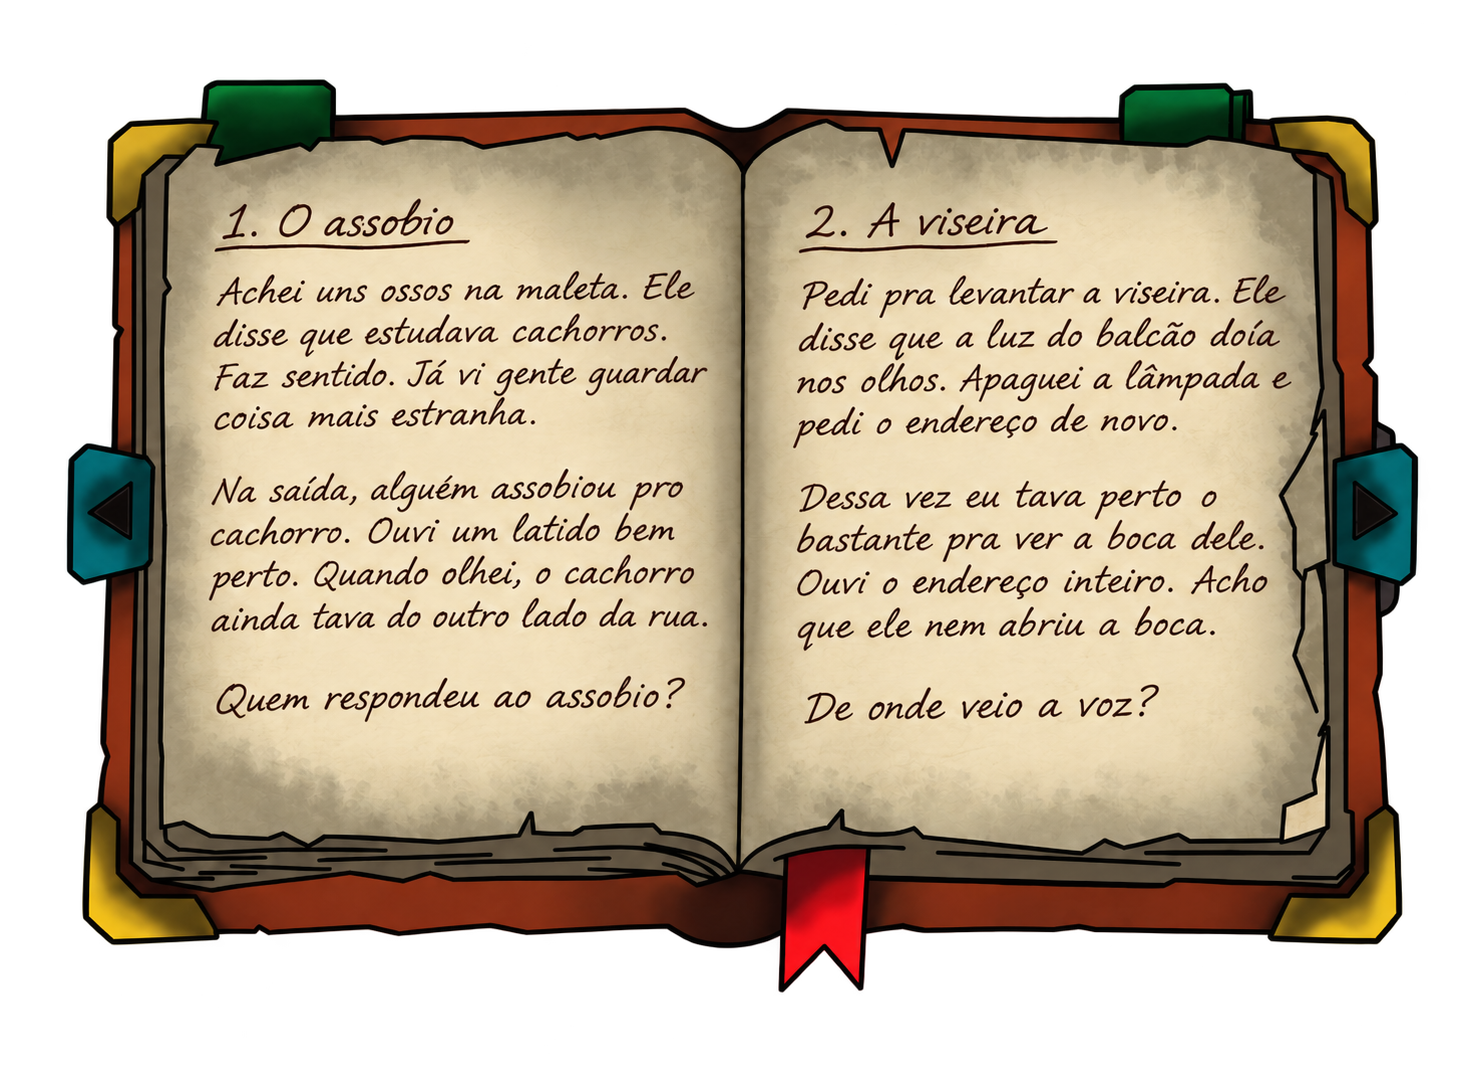 1. O assobio
Achei uns ossos na maleta. Ele
disse que estudava cachorros.
Faz sentido. Já vi gente guardar
coisa mais estranha.
Na saída, alguém assobiou pro
cachorro. Ouvi um latido bem
perto. Quando olhei, o cachorro
ainda tava do outro lado da rua.
Quem respondeu ao assobio?
2. A viseira
Pedi pra levantar a viseira. Ele
disse que a luz do balcão doía
nos olhos. Apaguei a lâmpada e
pedi o endereço de novo.
Dessa vez eu tava perto o
bastante pra ver a boca dele.
Ouvi o endereço inteiro. Acho
que ele nem abriu a boca.
De onde veio a voz?